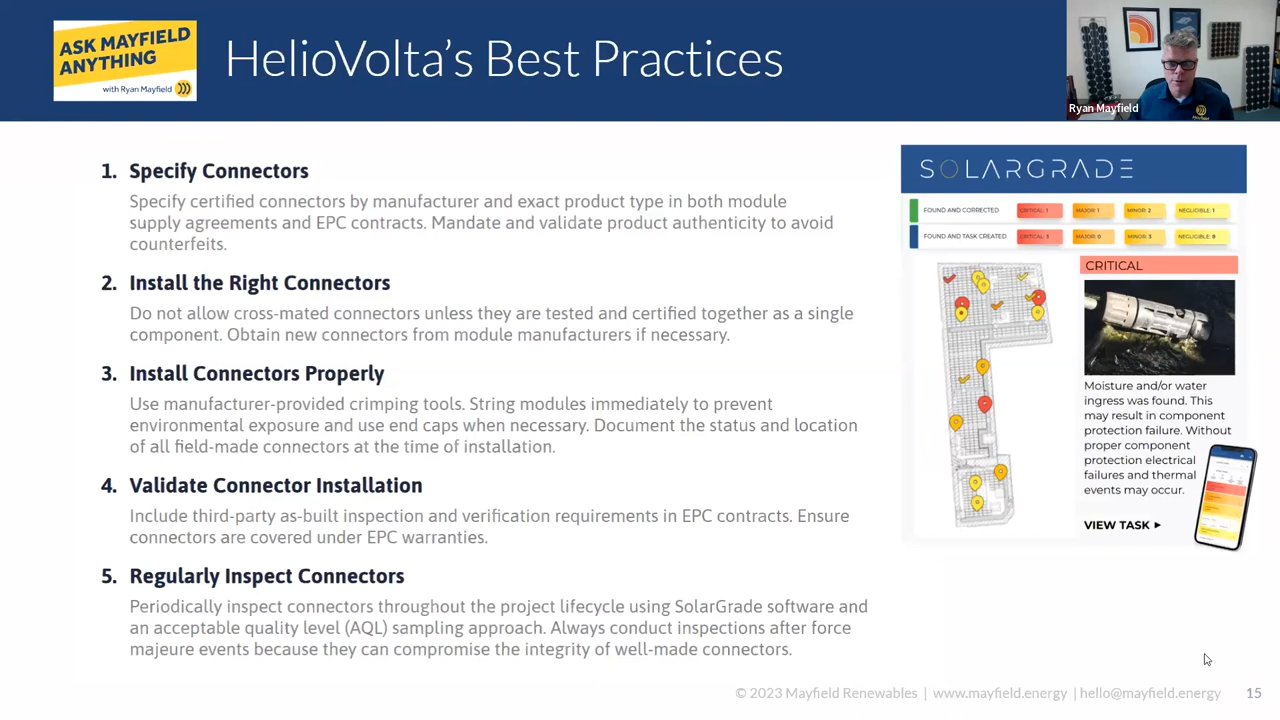 ASK MAYFIELD
ANYTHING
with Ryan Mayfield
HelioVolta's Best Practices
Ryan Mayfield
1. Specify Connectors
Specify certified connectors by manufacturer and exact product type in both module
supply agreements and EPC contracts. Mandate and validate product authenticity to avoid
counterfeits.
2. Install the Right Connectors
Do not allow cross-mated connectors unless they are tested and certified together as a single
component. Obtain new connectors from module manufacturers if necessary.
3. Install Connectors Properly
Use manufacturer-provided crimping tools. String modules immediately to prevent
environmental exposure and use end caps when necessary. Document the status and location
of all field-made connectors at the time of installation.
4. Validate Connector Installation
Include third-party as-built inspection and verification requirements in EPC contracts. Ensure
connectors are covered under EPC warranties.
5. Regularly Inspect Connectors
Periodically inspect connectors throughout the project lifecycle using SolarGrade software and
an acceptable quality level (AQL) sampling approach. Always conduct inspections after force
majeure events because they can compromise the integrity of well-made connectors.
SOLARGRADE
FOUND AND CORRECTED CRITICAL: 1 MAJOR: 1 MINOR: 2 NEGLIGIBLE: 1
FOUND AND TASK CREATED CRITICAL: 3 MAJOR: 0 MINOR: 3 NEGLIGIBLE: 8
CRITICAL
Moisture and/or water
ingress was found. This
may result in component
protection failure. Without
proper component
protection electrical
failures and thermal
events may occur.
VIEW TASK
© 2023 Mayfield Renewables | www.mayfield.energy | hello@mayfield.energy 15